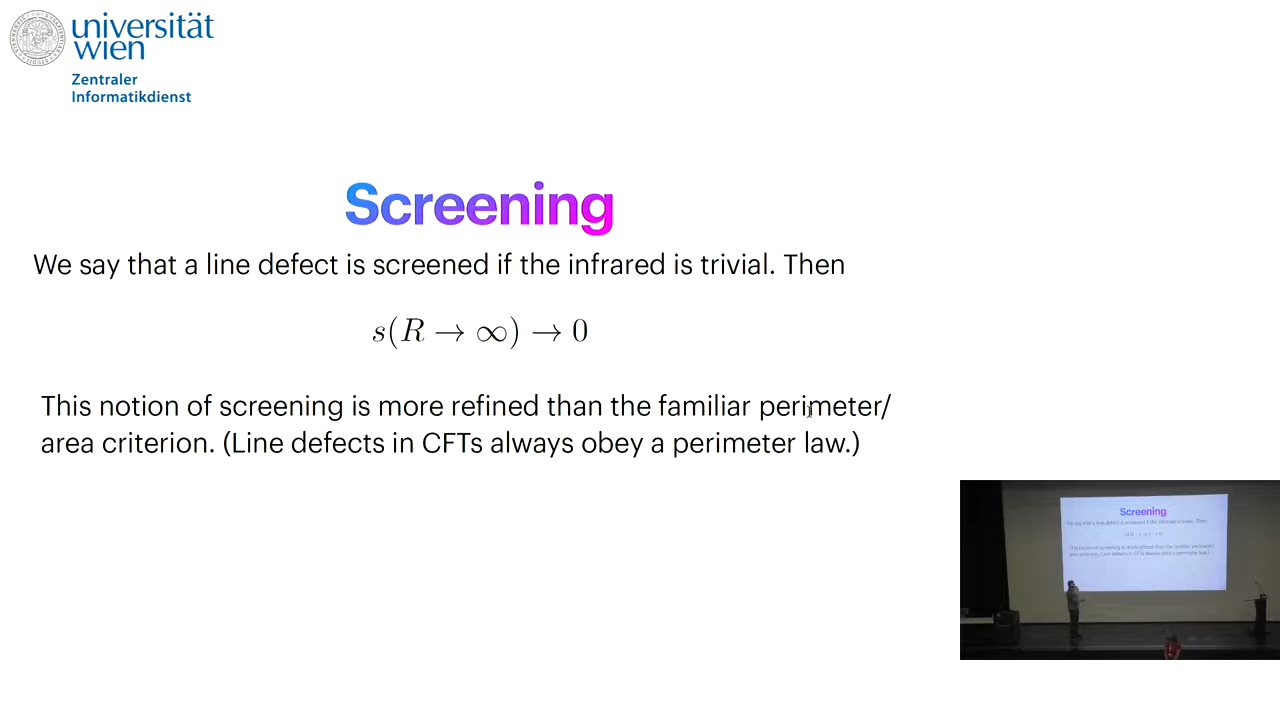 universität
wien
Zentraler
Informatikdienst
Screening
We say that a line defect is screened if the infrared is trivial. Then
s(R → ∞) → 0
This notion of screening is more refined than the familiar perimeter/
area criterion. (Line defects in CFTs always obey a perimeter law.)
Screening